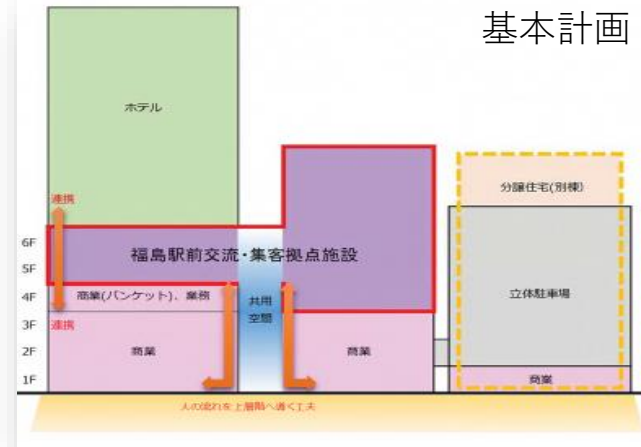 基本計画
ホテル
連携
分譲住宅(別棟)
6F
福島駅前交流・集客拠点施設
5F
4F
商業(バンケット)、業務
共用
空間
立体駐車場
3F
連携
2F
商業
商業
1F
商業
人の流れを上層階へ導く工夫